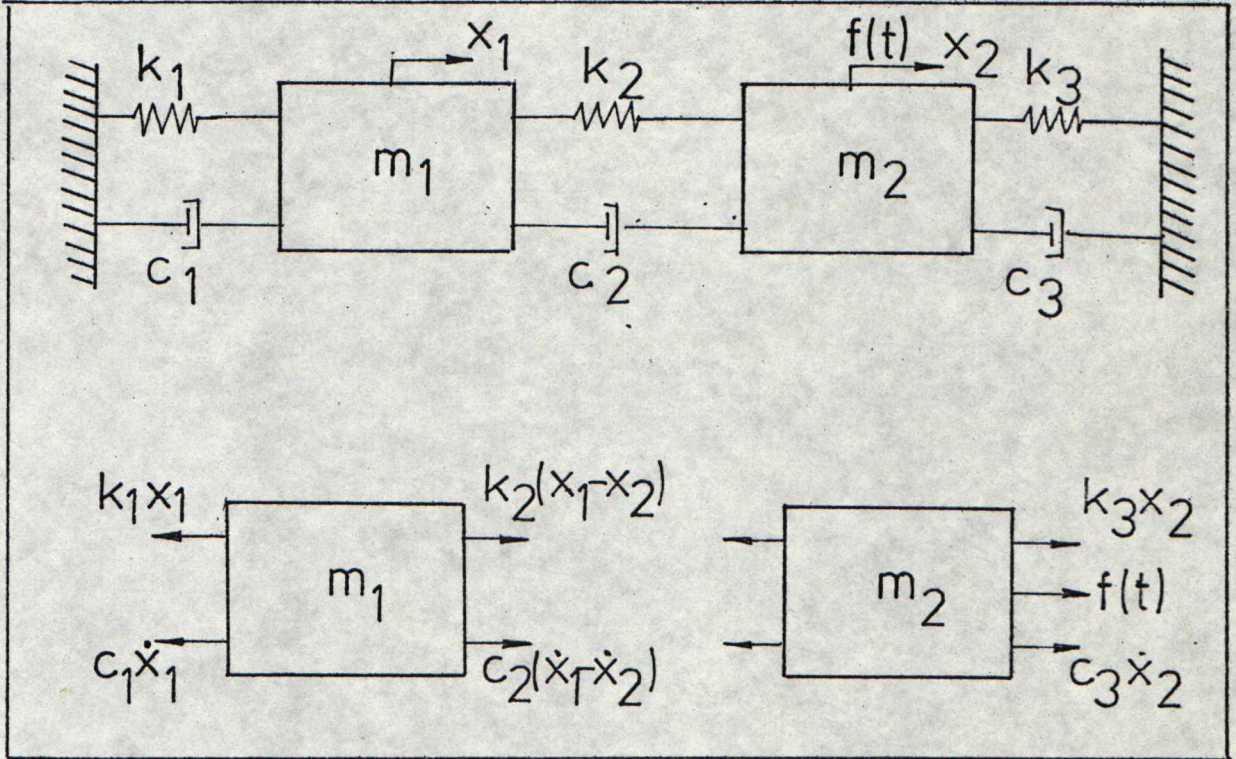 k₁
x₁
k₂
f(t)
x₂
k₃
m₁
m₂
c₁
c₂
c₃
k₁x₁
k₂(x₁-x₂)
k₃x₂
m₁
m₂
f(t)
c₁ẋ₁
c₂(ẋ₁-ẋ₂)
c₃ẋ₂